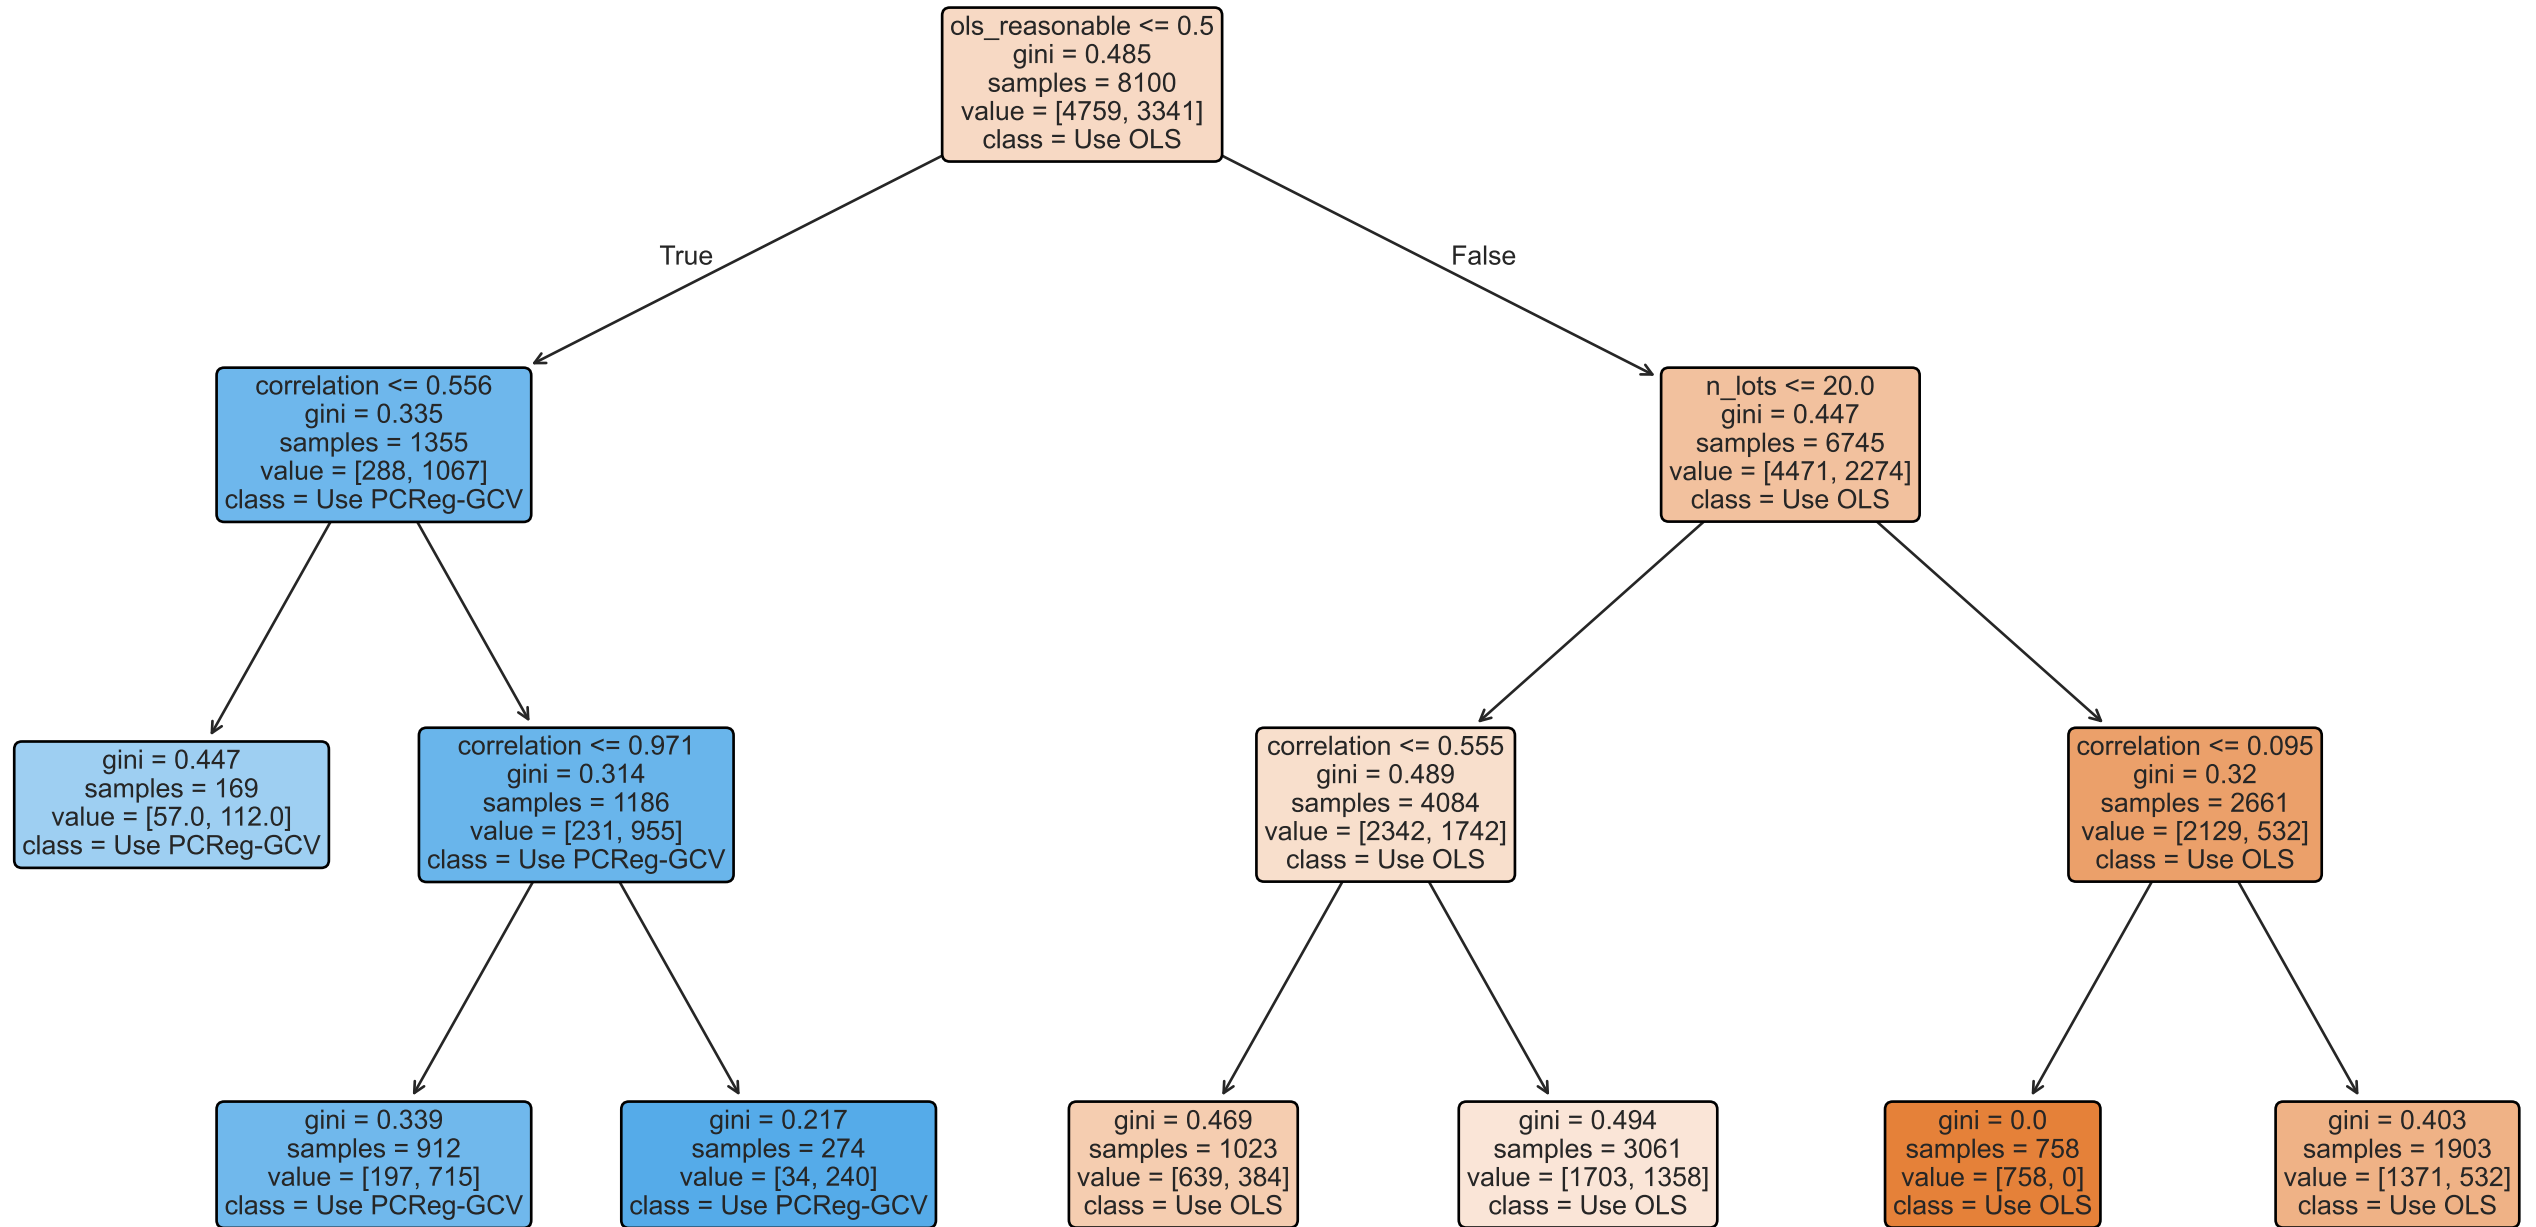 ols_reasonable <= 0.5
gini = 0.485
samples = 8100
value = [4759, 3341]
class = Use OLS
True
False
correlation <= 0.556
gini = 0.335
samples = 1355
value = [288, 1067]
class = Use PCReg-GCV
n_lots <= 20.0
gini = 0.447
samples = 6745
value = [4471, 2274]
class = Use OLS
gini = 0.447
samples = 169
value = [57.0, 112.0]
class = Use PCReg-GCV
correlation <= 0.971
gini = 0.314
samples = 1186
value = [231, 955]
class = Use PCReg-GCV
correlation <= 0.555
gini = 0.489
samples = 4084
value = [2342, 1742]
class = Use OLS
correlation <= 0.095
gini = 0.32
samples = 2661
value = [2129, 532]
class = Use OLS
gini = 0.339
samples = 912
value = [197, 715]
class = Use PCReg-GCV
gini = 0.217
samples = 274
value = [34, 240]
class = Use PCReg-GCV
gini = 0.469
samples = 1023
value = [639, 384]
class = Use OLS
gini = 0.494
samples = 3061
value = [1703, 1358]
class = Use OLS
gini = 0.0
samples = 758
value = [758, 0]
class = Use OLS
gini = 0.403
samples = 1903
value = [1371, 532]
class = Use OLS